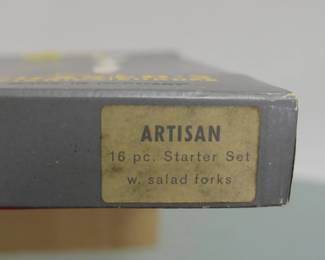 ARTISAN
16 pc. Starter Set
w. salad forks